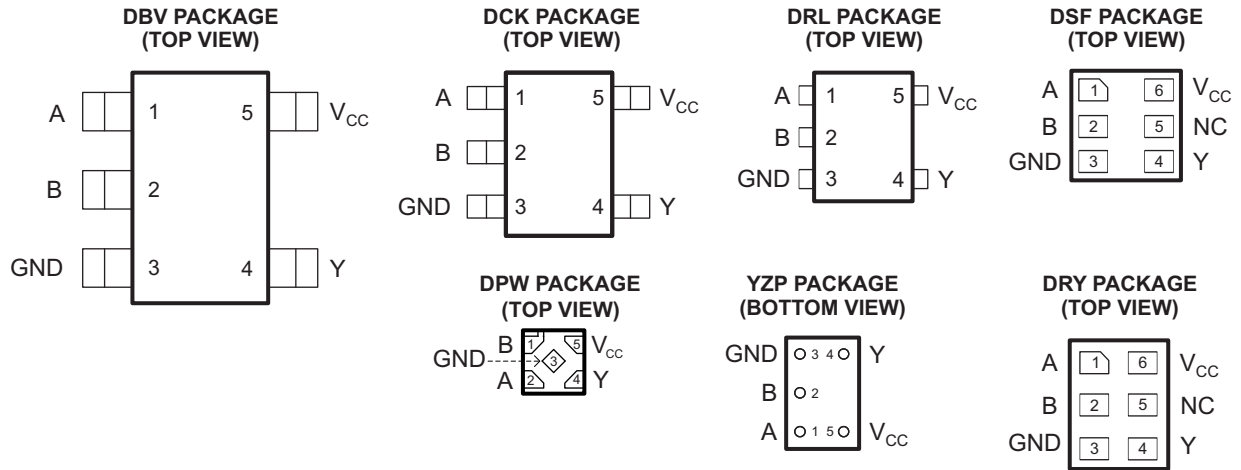 DBV PACKAGE
(TOP VIEW)
A 1 5 VCC
B 2
GND 3 4 Y
DCK PACKAGE
(TOP VIEW)
A 1 5 VCC
B 2
GND 3 4 Y
DRL PACKAGE
(TOP VIEW)
A 1 5 VCC
B 2
GND 3 4 Y
DSF PACKAGE
(TOP VIEW)
A 1 6 VCC
B 2 5 NC
GND 3 4 Y
DPW PACKAGE
(TOP VIEW)
B 1 5 VCC
GND 3
A 2 4 Y
YZP PACKAGE
(BOTTOM VIEW)
GND 3 4 Y
B 2
A 1 5 VCC
DRY PACKAGE
(TOP VIEW)
A 1 6 VCC
B 2 5 NC
GND 3 4 Y